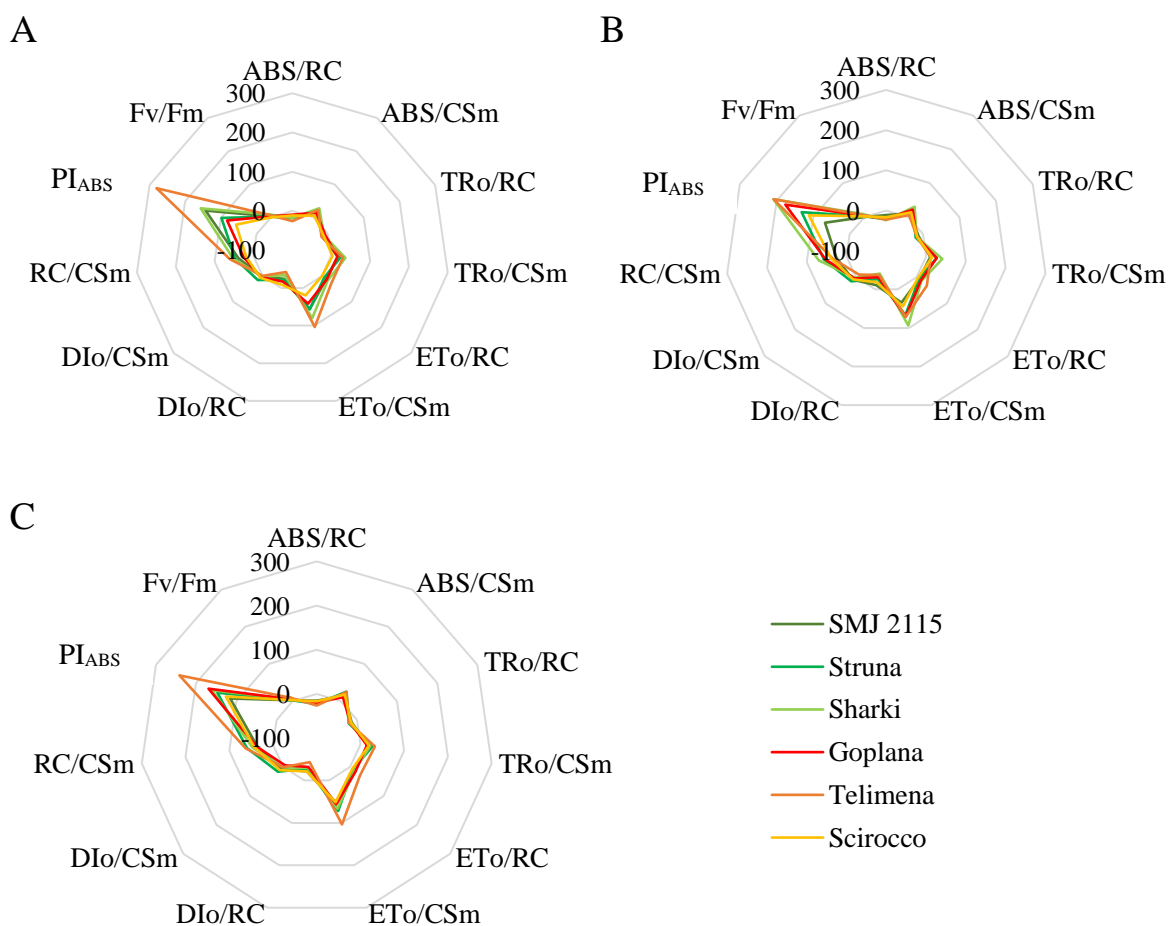 A
ABS/RC
300
Fv/Fm
ABS/CSm
200
PIABS
100
TRo/RC
0
-100
RC/CSm
TRo/CSm
DIo/CSm
ETo/RC
DIo/RC
ETo/CSm
B
ABS/RC
300
Fv/Fm
ABS/CSm
200
PIABS
100
TRo/RC
0
-100
RC/CSm
TRo/CSm
DIo/CSm
ETo/RC
DIo/RC
ETo/CSm
C
ABS/RC
300
Fv/Fm
ABS/CSm
200
PIABS
100
TRo/RC
0
-100
RC/CSm
TRo/CSm
DIo/CSm
ETo/RC
DIo/RC
ETo/CSm
SMJ 2115
Struna
Sharki
Goplana
Telimena
Scirocco